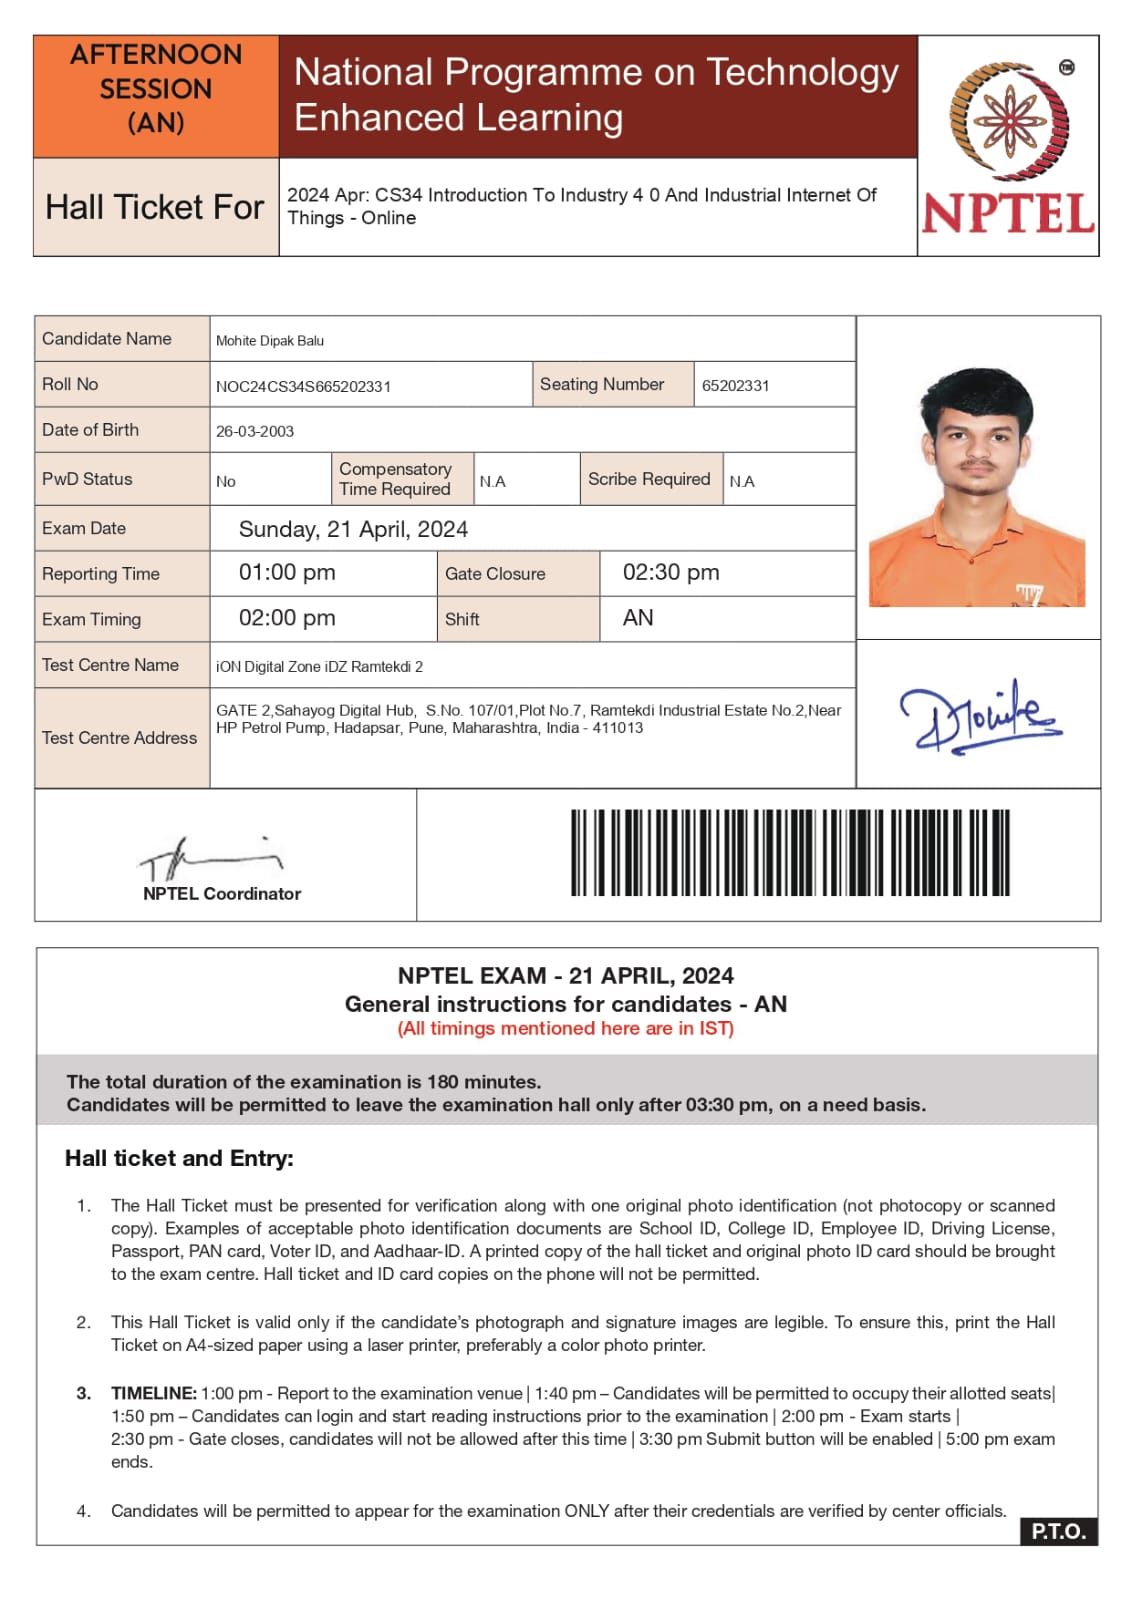 AFTERNOON
SESSION
(AN)
National Programme on Technology
Enhanced Learning
TM
NPTEL
Hall Ticket For
2024 Apr: CS34 Introduction To Industry 4 0 And Industrial Internet Of
Things - Online
Candidate Name Mohite Dipak Balu
Roll No NOC24CS34S665202331 Seating Number 65202331
Date of Birth 26-03-2003
PwD Status No Compensatory Time Required N.A Scribe Required N.A
Exam Date Sunday, 21 April, 2024
Reporting Time 01:00 pm Gate Closure 02:30 pm
Exam Timing 02:00 pm Shift AN
Test Centre Name iON Digital Zone iDZ Ramtekdi 2
Test Centre Address GATE 2,Sahayog Digital Hub, S.No. 107/01,Plot No.7, Ramtekdi Industrial Estate No.2,Near
HP Petrol Pump, Hadapsar, Pune, Maharashtra, India - 411013
DMohite
NPTEL Coordinator
NPTEL EXAM - 21 APRIL, 2024
General instructions for candidates - AN
(All timings mentioned here are in IST)
The total duration of the examination is 180 minutes.
Candidates will be permitted to leave the examination hall only after 03:30 pm, on a need basis.
Hall ticket and Entry:
1. The Hall Ticket must be presented for verification along with one original photo identification (not photocopy or scanned
copy). Examples of acceptable photo identification documents are School ID, College ID, Employee ID, Driving License,
Passport, PAN card, Voter ID, and Aadhaar-ID. A printed copy of the hall ticket and original photo ID card should be brought
to the exam centre. Hall ticket and ID card copies on the phone will not be permitted.
2. This Hall Ticket is valid only if the candidate's photograph and signature images are legible. To ensure this, print the Hall
Ticket on A4-sized paper using a laser printer, preferably a color photo printer.
3. TIMELINE: 1:00 pm - Report to the examination venue | 1:40 pm – Candidates will be permitted to occupy their allotted seats|
1:50 pm – Candidates can login and start reading instructions prior to the examination | 2:00 pm - Exam starts |
2:30 pm - Gate closes, candidates will not be allowed after this time | 3:30 pm Submit button will be enabled | 5:00 pm exam
ends.
4. Candidates will be permitted to appear for the examination ONLY after their credentials are verified by center officials.
P.T.O.